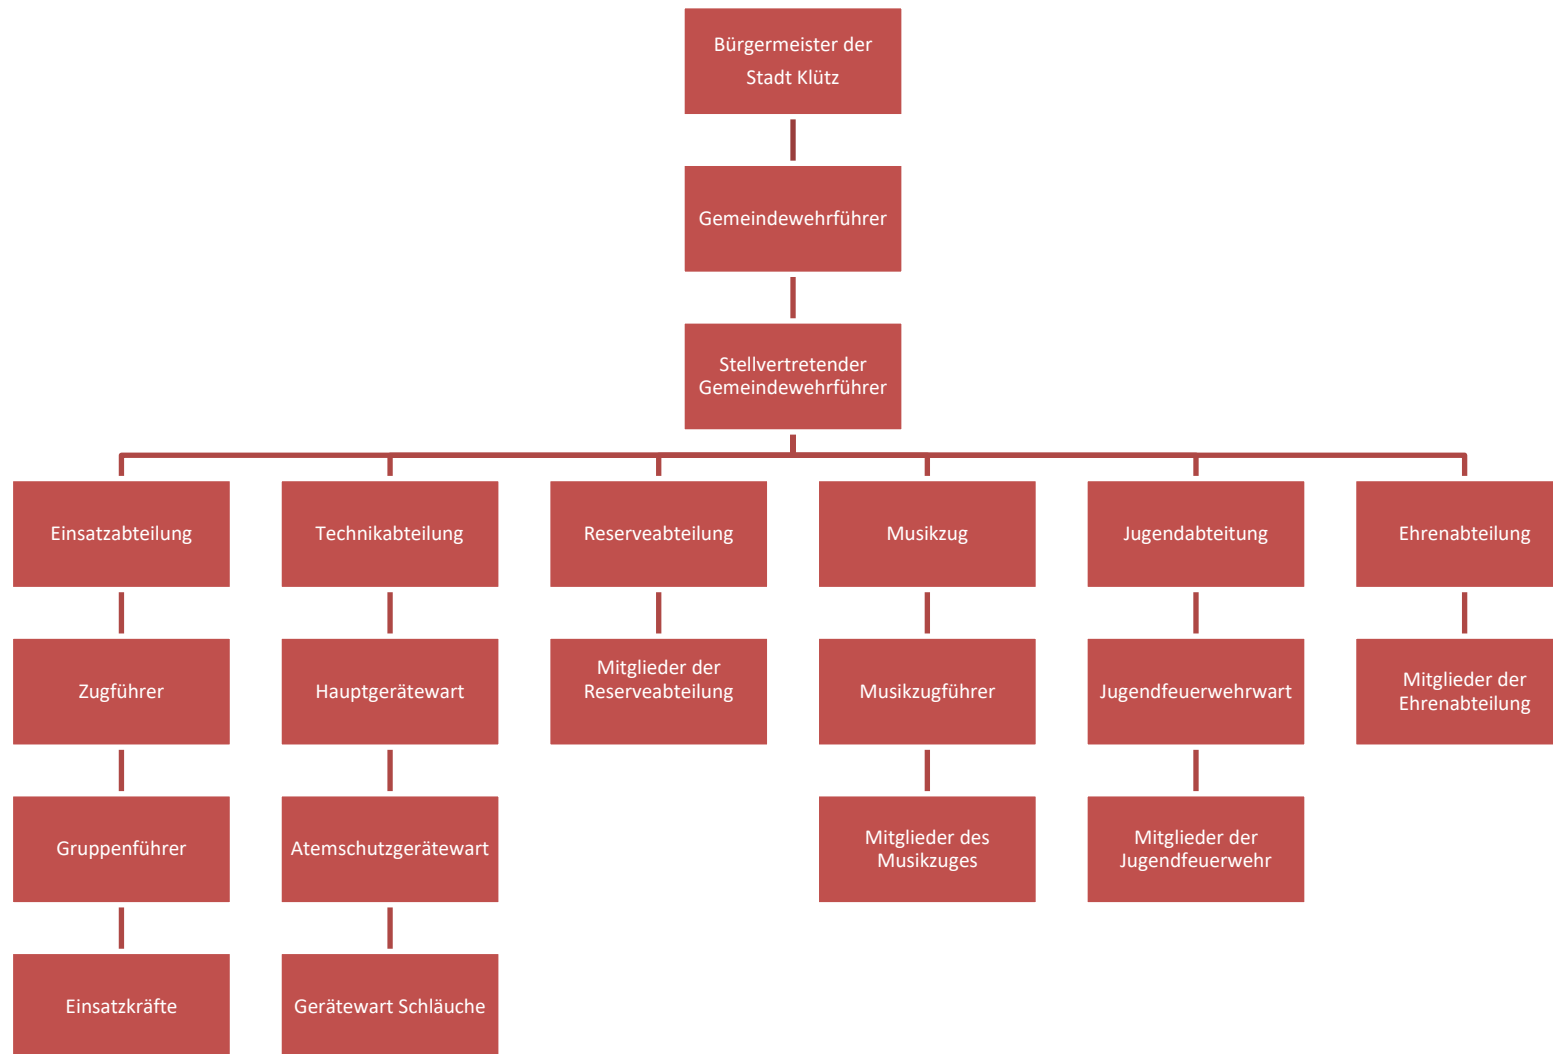 Bürgermeister der
Stadt Klütz
Gemeindewehrführer
Stellvertretender
Gemeindewehrführer
Einsatzabteilung
Technikabteilung
Reserveabteilung
Musikzug
Jugendabteitung
Ehrenabteilung
Zugführer
Hauptgerätewart
Mitglieder der
Reserveabteilung
Musikzugführer
Jugendfeuerwehrwart
Mitglieder der
Ehrenabteilung
Gruppenführer
Atemschutzgerätewart
Mitglieder des
Musikzuges
Mitglieder der
Jugendfeuerwehr
Einsatzkräfte
Gerätewart Schläuche